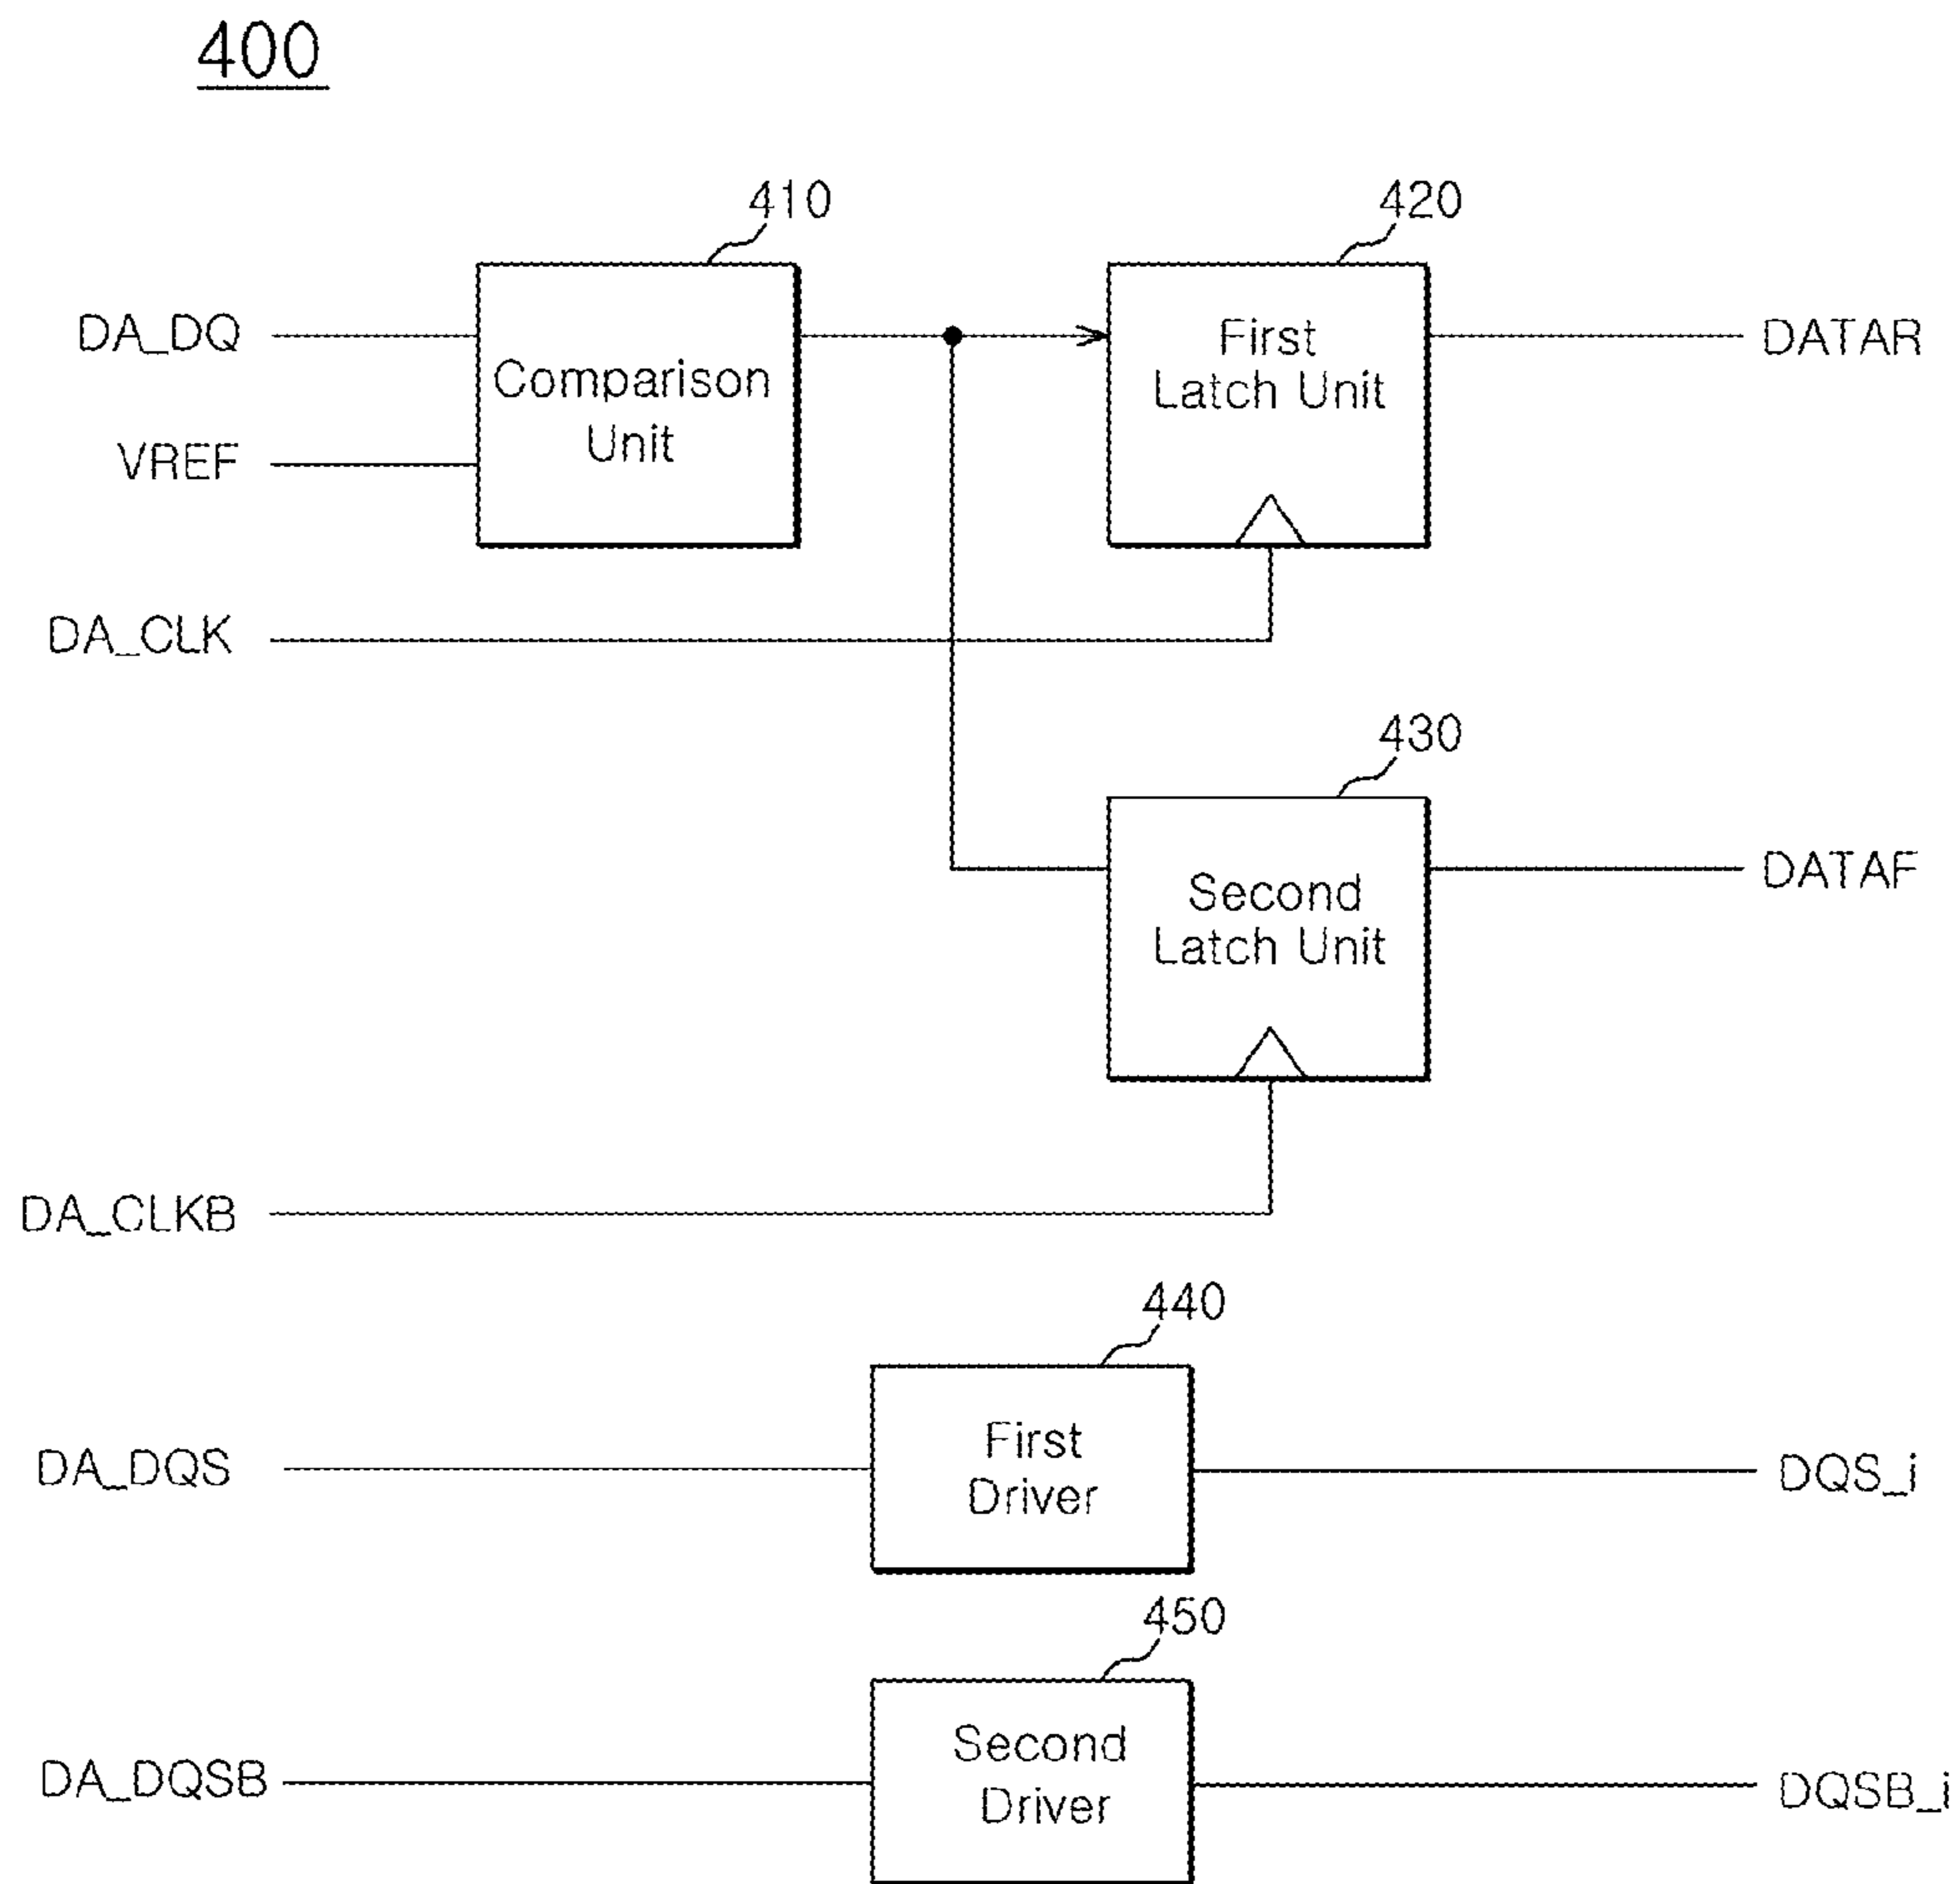 400
410
420
DA_DQ
VREF
Comparison
Unit
First
Latch Unit
DATAR
DA_CLK
430
Second
Latch Unit
DATAF
DA_CLKB
440
DA_DQS
First
Driver
DQS_i
450
DA_DQSB
Second
Driver
DQSB_i